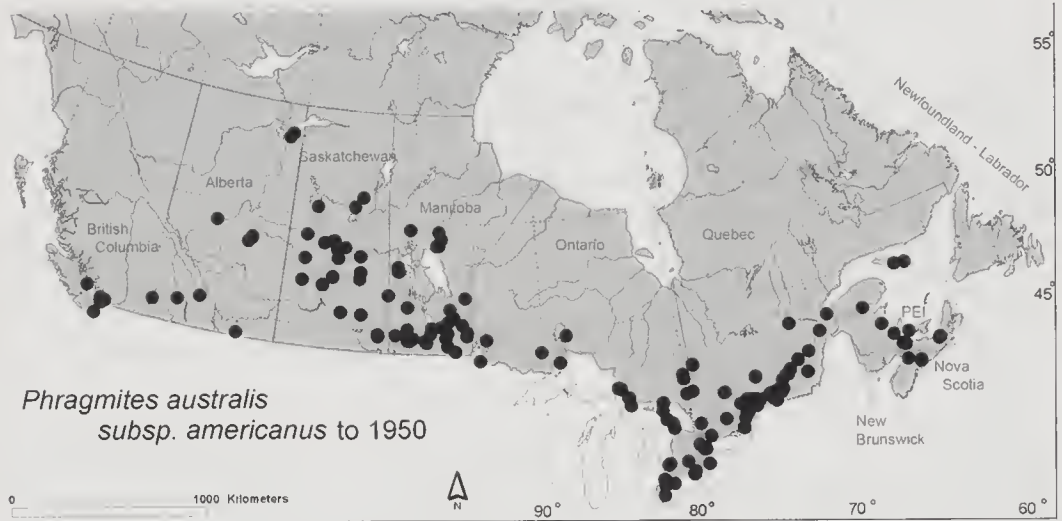 55°
Newfoundland - Labrador
50°
Saskatchewan
Alberta
Manitoba
British
Columbia
Ontario
Quebec
45°
PEI
Nova
Scotia
New
Brunswick
Phragmites australis
subsp. americanus to 1950
0 1000 Kilometers
N
90° 80° 70° 60°